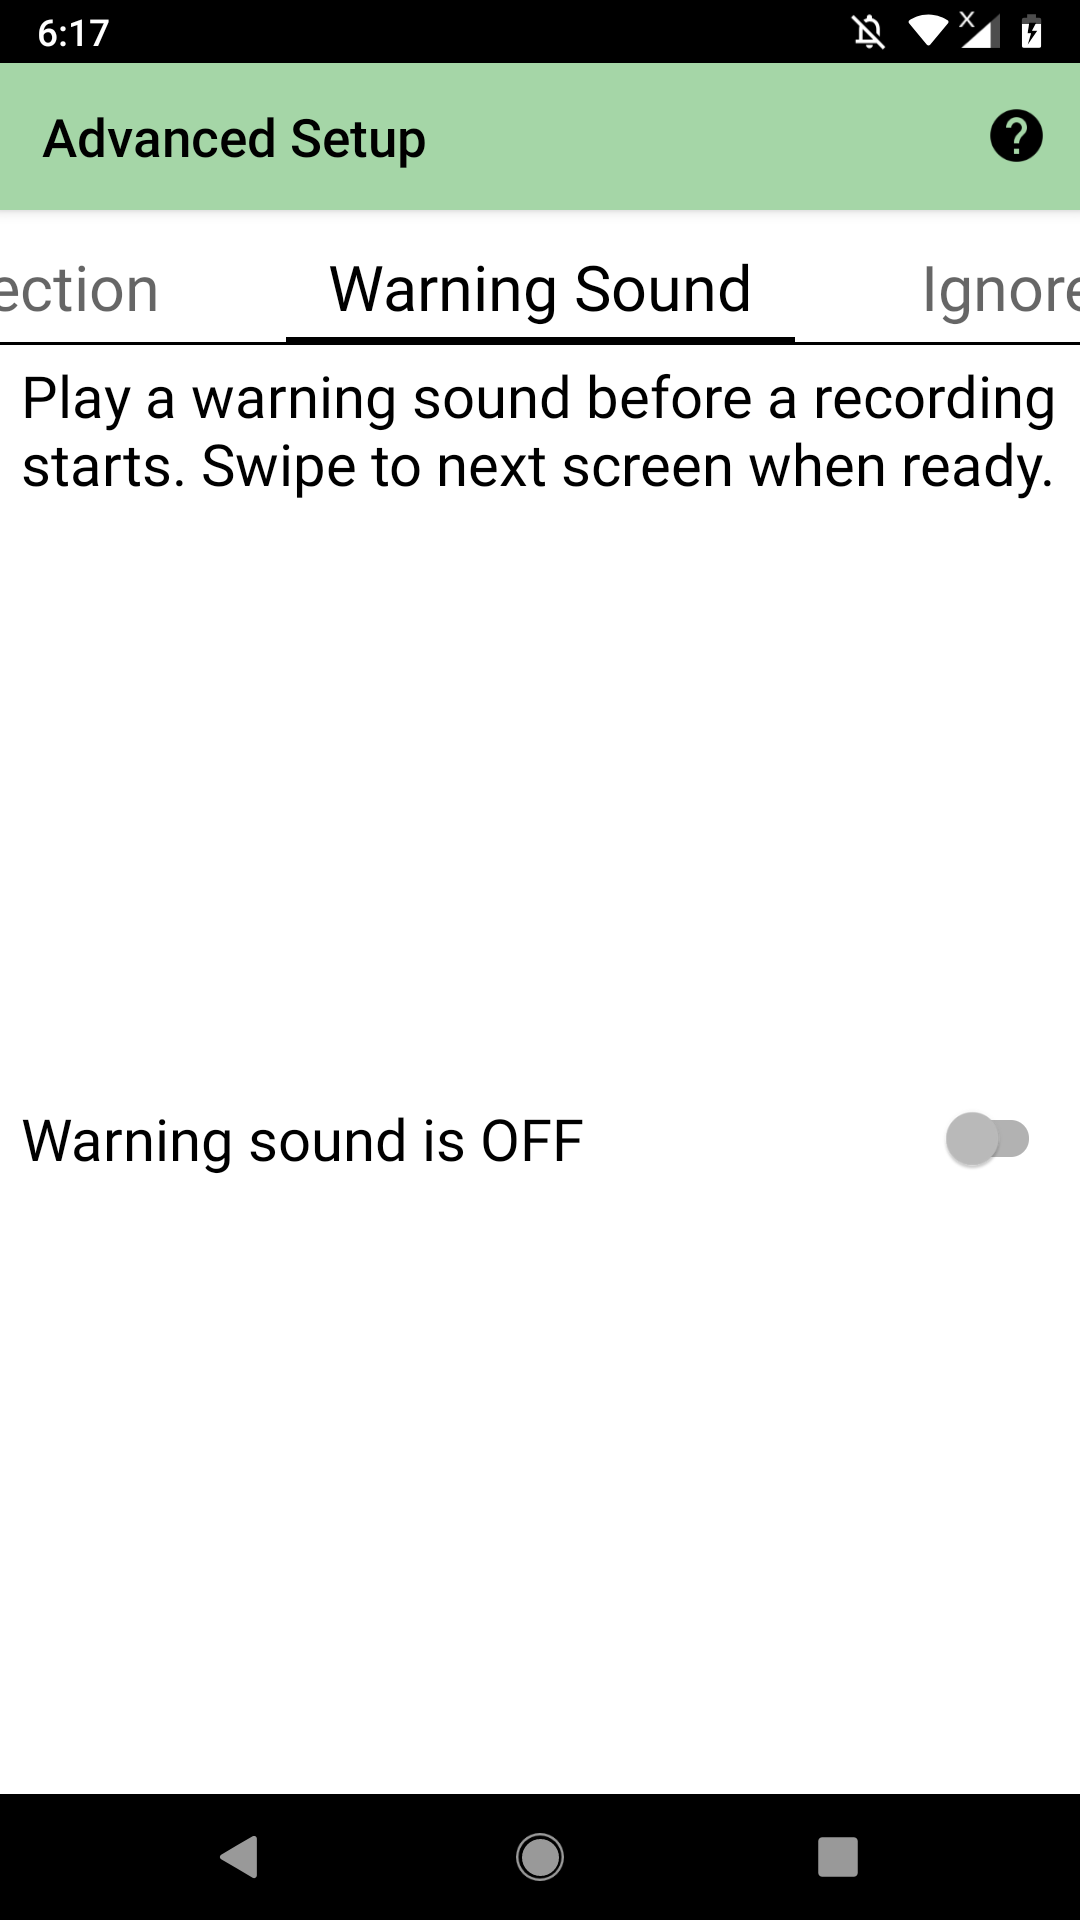 6:17
Advanced Setup
ection
Warning Sound
Ignore
Play a warning sound before a recording
starts. Swipe to next screen when ready.
Warning sound is OFF